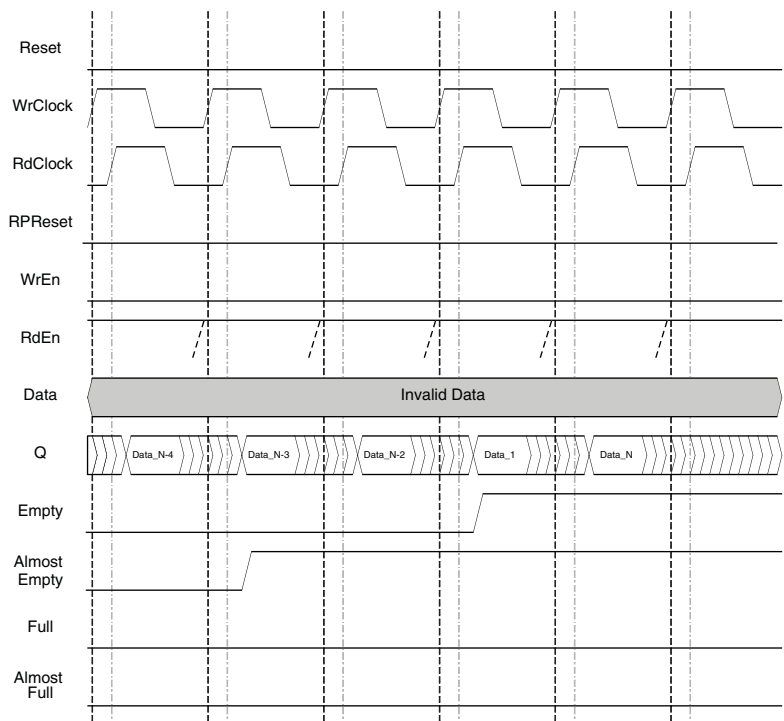 Reset
WrClock
RdClock
RPReset
WrEn
RdEn
Data
Invalid Data
Q
Data_N-4
Data_N-3
Data_N-2
Data_1
Data_N
Empty
Almost
Empty
Full
Almost
Full